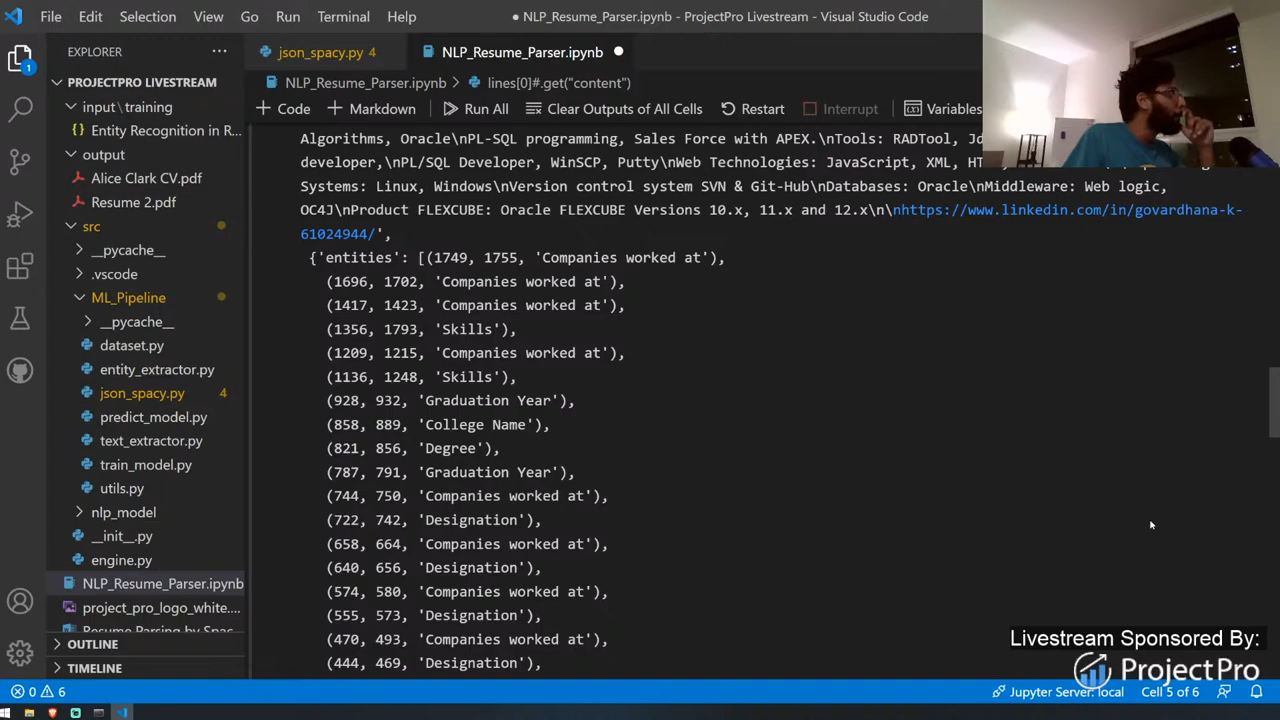 File Edit Selection View Go Run Terminal Help
● NLP_Resume_Parser.ipynb - ProjectPro Livestream - Visual Studio Code
EXPLORER ···
json_spacy.py 4
NLP_Resume_Parser.ipynb ●
PROJECTPRO LIVESTREAM
NLP_Resume_Parser.ipynb > lines[0]#.get("content")
+ Code + Markdown Run All Clear Outputs of All Cells Restart Interrupt Variables
1
input\training
{} Entity Recognition in R...
output
Alice Clark CV.pdf
Resume 2.pdf
src
__pycache__
.vscode
ML_Pipeline
__pycache__
dataset.py
entity_extractor.py
json_spacy.py 4
predict_model.py
text_extractor.py
train_model.py
utils.py
nlp_model
__init__.py
engine.py
NLP_Resume_Parser.ipynb
project_pro_logo_white....
Resume Parsing by Spac...
OUTLINE
TIMELINE
Algorithms, Oracle\nPL-SQL programming, Sales Force with APEX.\nTools: RADTool, Jd
developer,\nPL/SQL Developer, WinSCP, Putty\nWeb Technologies: JavaScript, XML, HT
Systems: Linux, Windows\nVersion control system SVN & Git-Hub\nDatabases: Oracle\nMiddleware: Web logic,
OC4J\nProduct FLEXCUBE: Oracle FLEXCUBE Versions 10.x, 11.x and 12.x\n\nhttps://www.linkedin.com/in/govardhana-k-
61024944/',
{'entities': [(1749, 1755, 'Companies worked at'),
(1696, 1702, 'Companies worked at'),
(1417, 1423, 'Companies worked at'),
(1356, 1793, 'Skills'),
(1209, 1215, 'Companies worked at'),
(1136, 1248, 'Skills'),
(928, 932, 'Graduation Year'),
(858, 889, 'College Name'),
(821, 856, 'Degree'),
(787, 791, 'Graduation Year'),
(744, 750, 'Companies worked at'),
(722, 742, 'Designation'),
(658, 664, 'Companies worked at'),
(640, 656, 'Designation'),
(574, 580, 'Companies worked at'),
(555, 573, 'Designation'),
(470, 493, 'Companies worked at'),
(444, 469, 'Designation'),
Livestream Sponsored By:
ProjectPro
0 6
Jupyter Server: local Cell 5 of 6